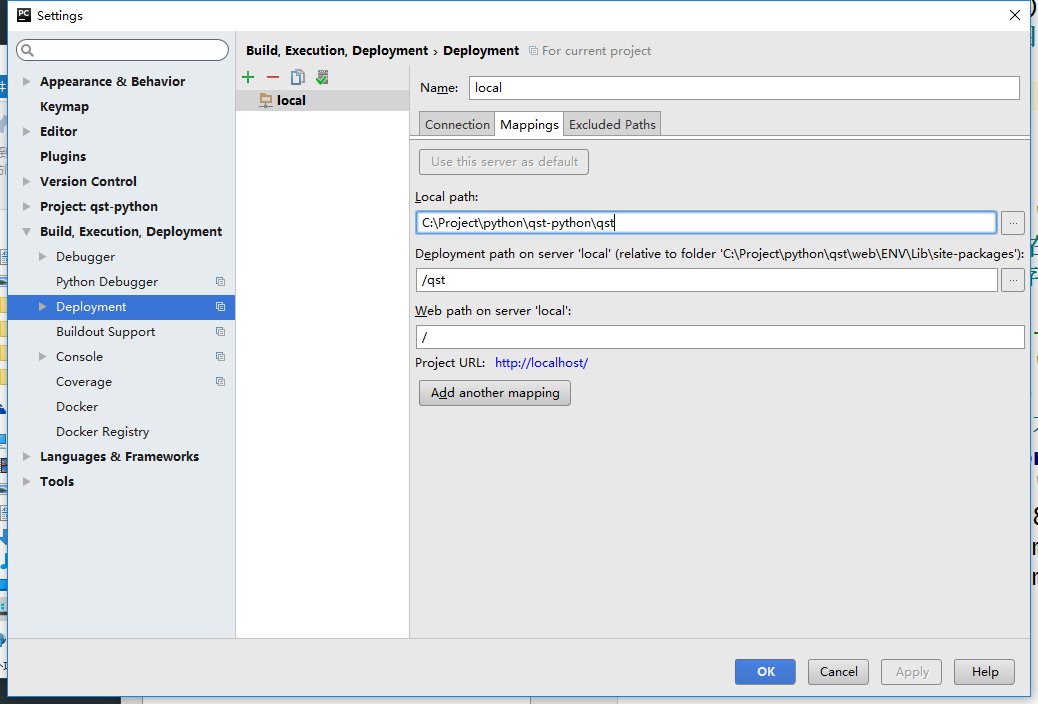 PC Settings
Build, Execution, Deployment › Deployment For current project
Appearance & Behavior
Keymap
Editor
Plugins
Version Control
Project: qst-python
Build, Execution, Deployment
Debugger
Python Debugger
Deployment
Buildout Support
Console
Coverage
Docker
Docker Registry
Languages & Frameworks
Tools
local
Name: local
Connection Mappings Excluded Paths
Use this server as default
Local path:
C:\Project\python\qst-python\qst
...
Deployment path on server 'local' (relative to folder 'C:\Project\python\qst\web\ENV\Lib\site-packages'):
/qst
...
Web path on server 'local':
/
Project URL: http://localhost/
Add another mapping
OK Cancel Apply Help